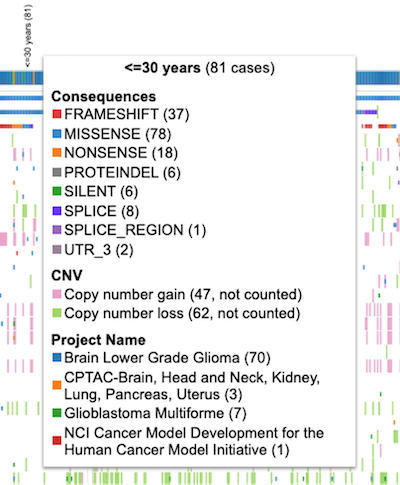 <=30 years (81)
<=30 years (81 cases)
Consequences
FRAMESHIFT (37)
MISSENSE (78)
NONSENSE (18)
PROTEINDEL (6)
SILENT (6)
SPLICE (8)
SPLICE_REGION (1)
UTR_3 (2)
CNV
Copy number gain (47, not counted)
Copy number loss (62, not counted)
Project Name
Brain Lower Grade Glioma (70)
CPTAC-Brain, Head and Neck, Kidney,
Lung, Pancreas, Uterus (3)
Glioblastoma Multiforme (7)
NCI Cancer Model Development for the
Human Cancer Model Initiative (1)